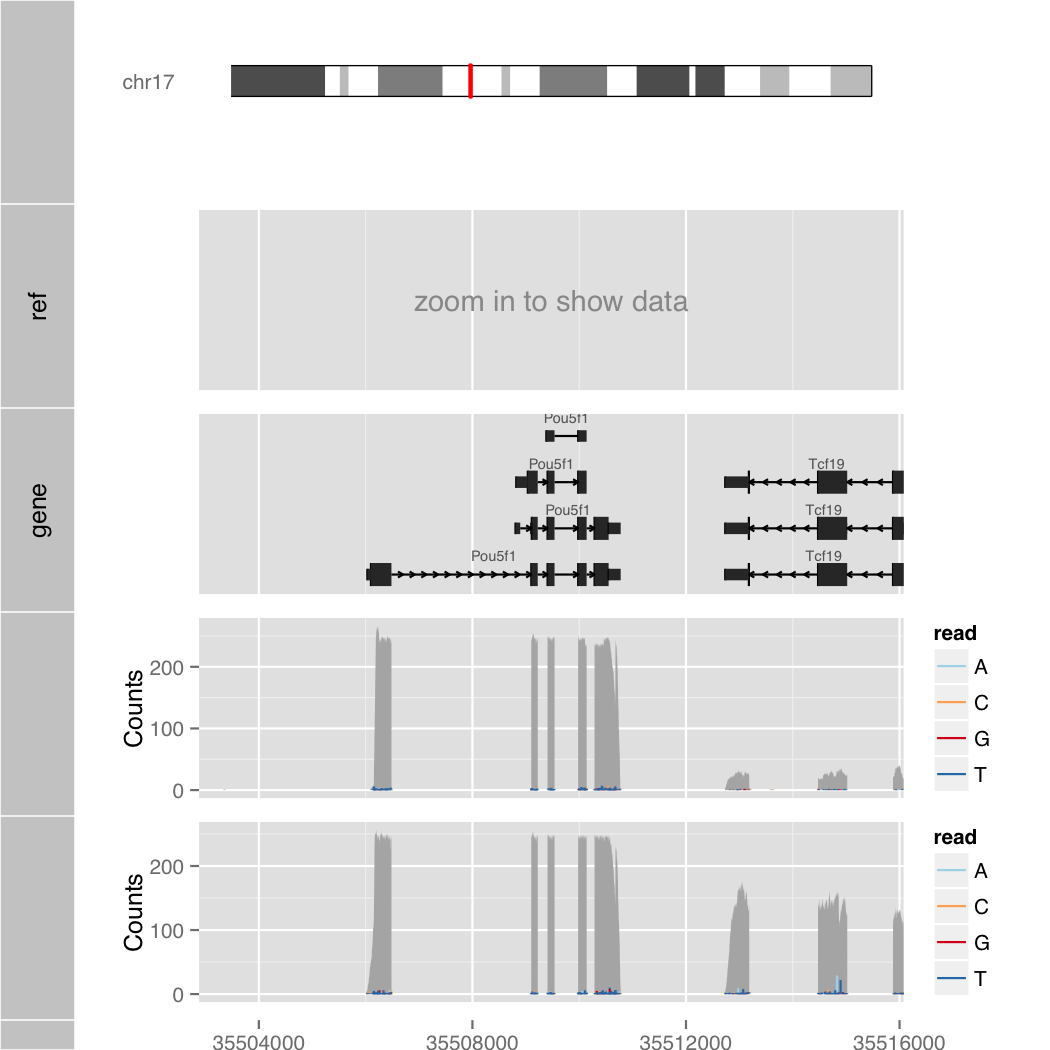 chr17
ref
zoom in to show data
gene
Pou5f1
Pou5f1
Tcf19
Pou5f1
Tcf19
Pou5f1
Tcf19
Counts
200
100
0
read
A
C
G
T
Counts
200
100
0
read
A
C
G
T
35504000 35508000 35512000 35516000